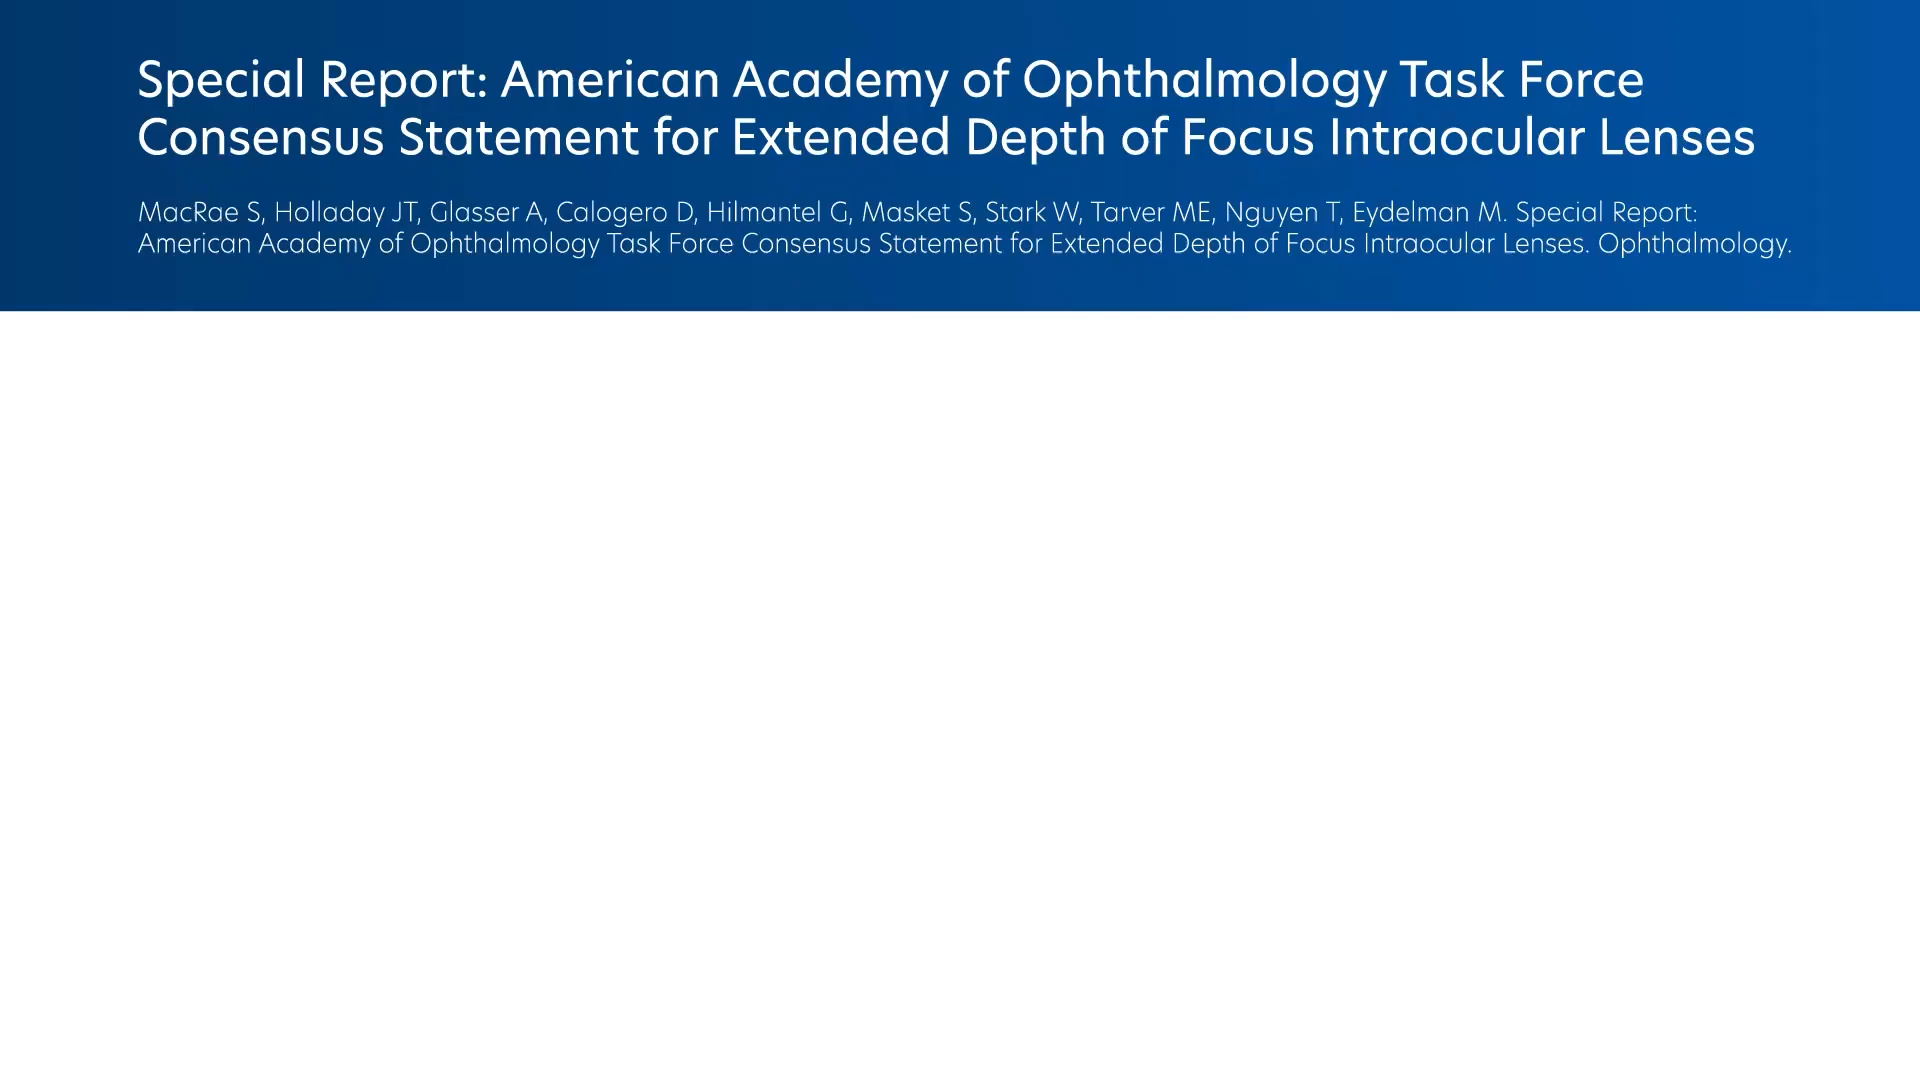 Special Report: American Academy of Ophthalmology Task Force
Consensus Statement for Extended Depth of Focus Intraocular Lenses
MacRae S, Holladay JT, Glasser A, Calogero D, Hilmantel G, Masket S, Stark W, Tarver ME, Nguyen T, Eydelman M. Special Report:
American Academy of Ophthalmology Task Force Consensus Statement for Extended Depth of Focus Intraocular Lenses. Ophthalmology.